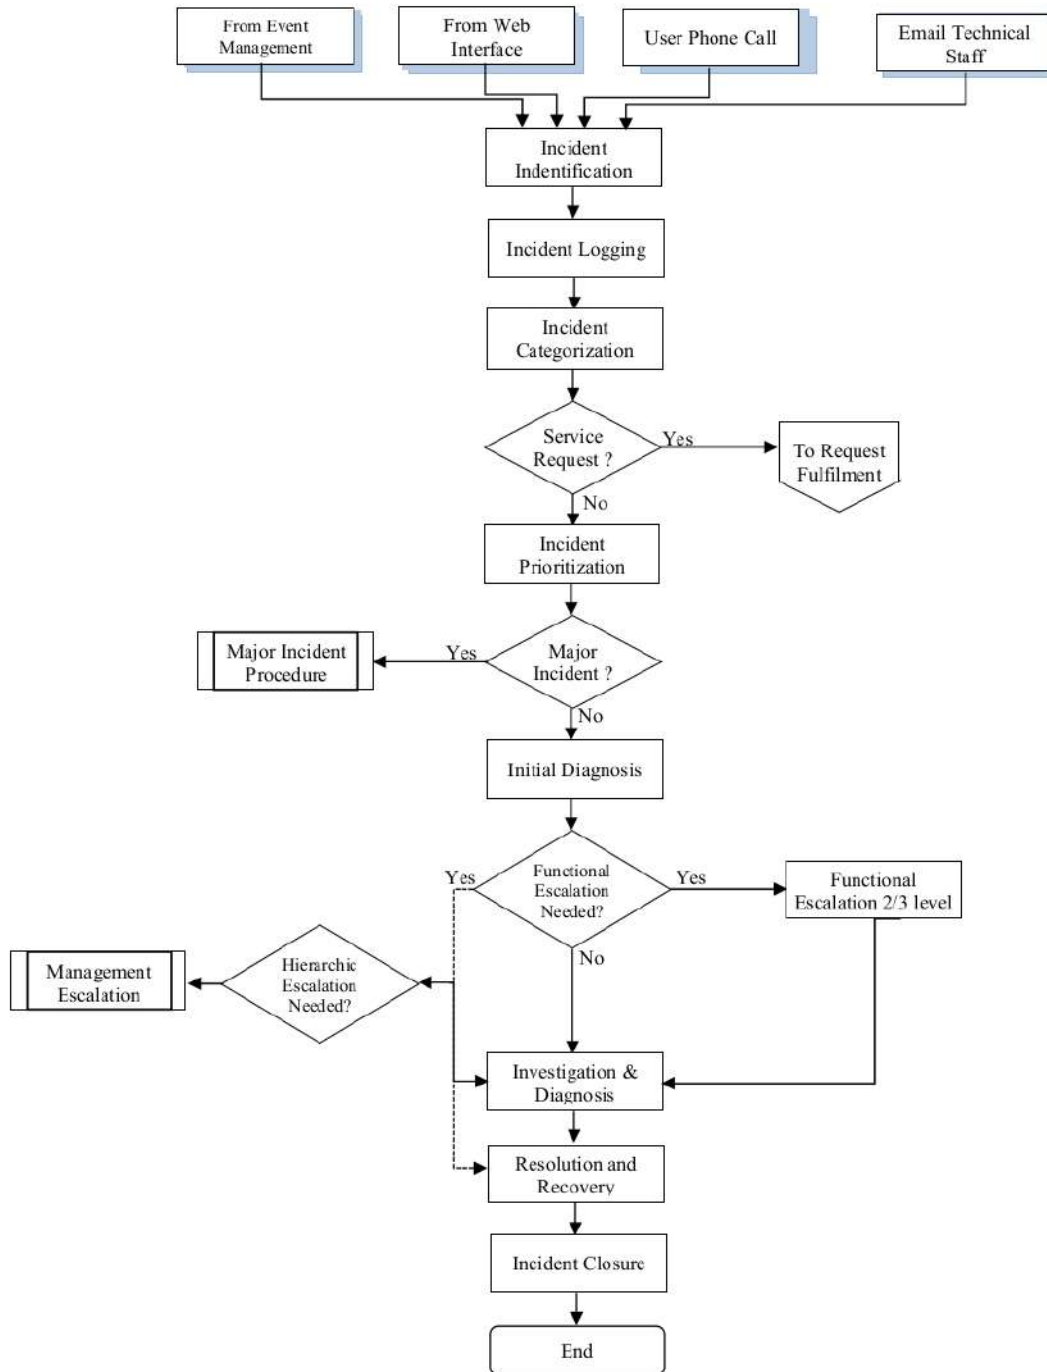 From Event
Management
From Web
Interface
User Phone Call
Email Technical
Staff
Incident
Indentification
Incident Logging
Incident
Categorization
Service
Request ?
Yes
To Request
Fulfilment
No
Incident
Prioritization
Major Incident
Procedure
Yes
Major
Incident ?
No
Initial Diagnosis
Yes
Functional
Escalation
Needed?
Yes
Functional
Escalation 2/3 level
No
Management
Escalation
Hierarchic
Escalation
Needed?
Investigation &
Diagnosis
Resolution and
Recovery
Incident Closure
End